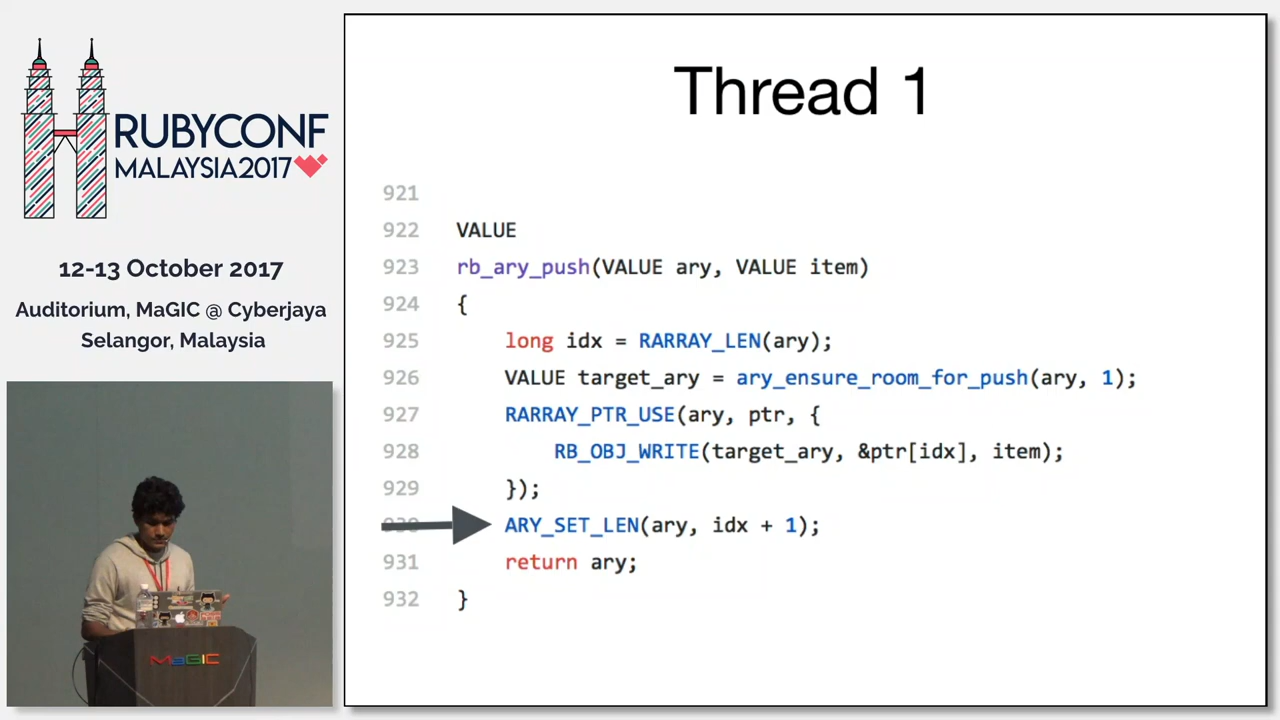 RUBYCONF
MALAYSIA2017
12-13 October 2017
Auditorium, MaGIC @ Cyberjaya
Selangor, Malaysia
MaGIC
Thread 1
921
922 VALUE
923 rb_ary_push(VALUE ary, VALUE item)
924 {
925 long idx = RARRAY_LEN(ary);
926 VALUE target_ary = ary_ensure_room_for_push(ary, 1);
927 RARRAY_PTR_USE(ary, ptr, {
928 RB_OBJ_WRITE(target_ary, &ptr[idx], item);
929 });
930 ARY_SET_LEN(ary, idx + 1);
931 return ary;
932 }